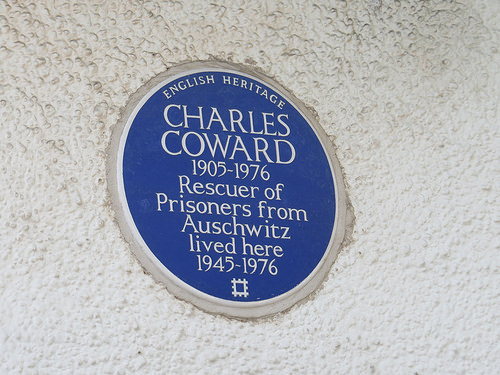 ENGLISH HERITAGE
CHARLES
COWARD
1905-1976
Rescuer of
Prisoners from
Auschwitz
lived here
1945-1976